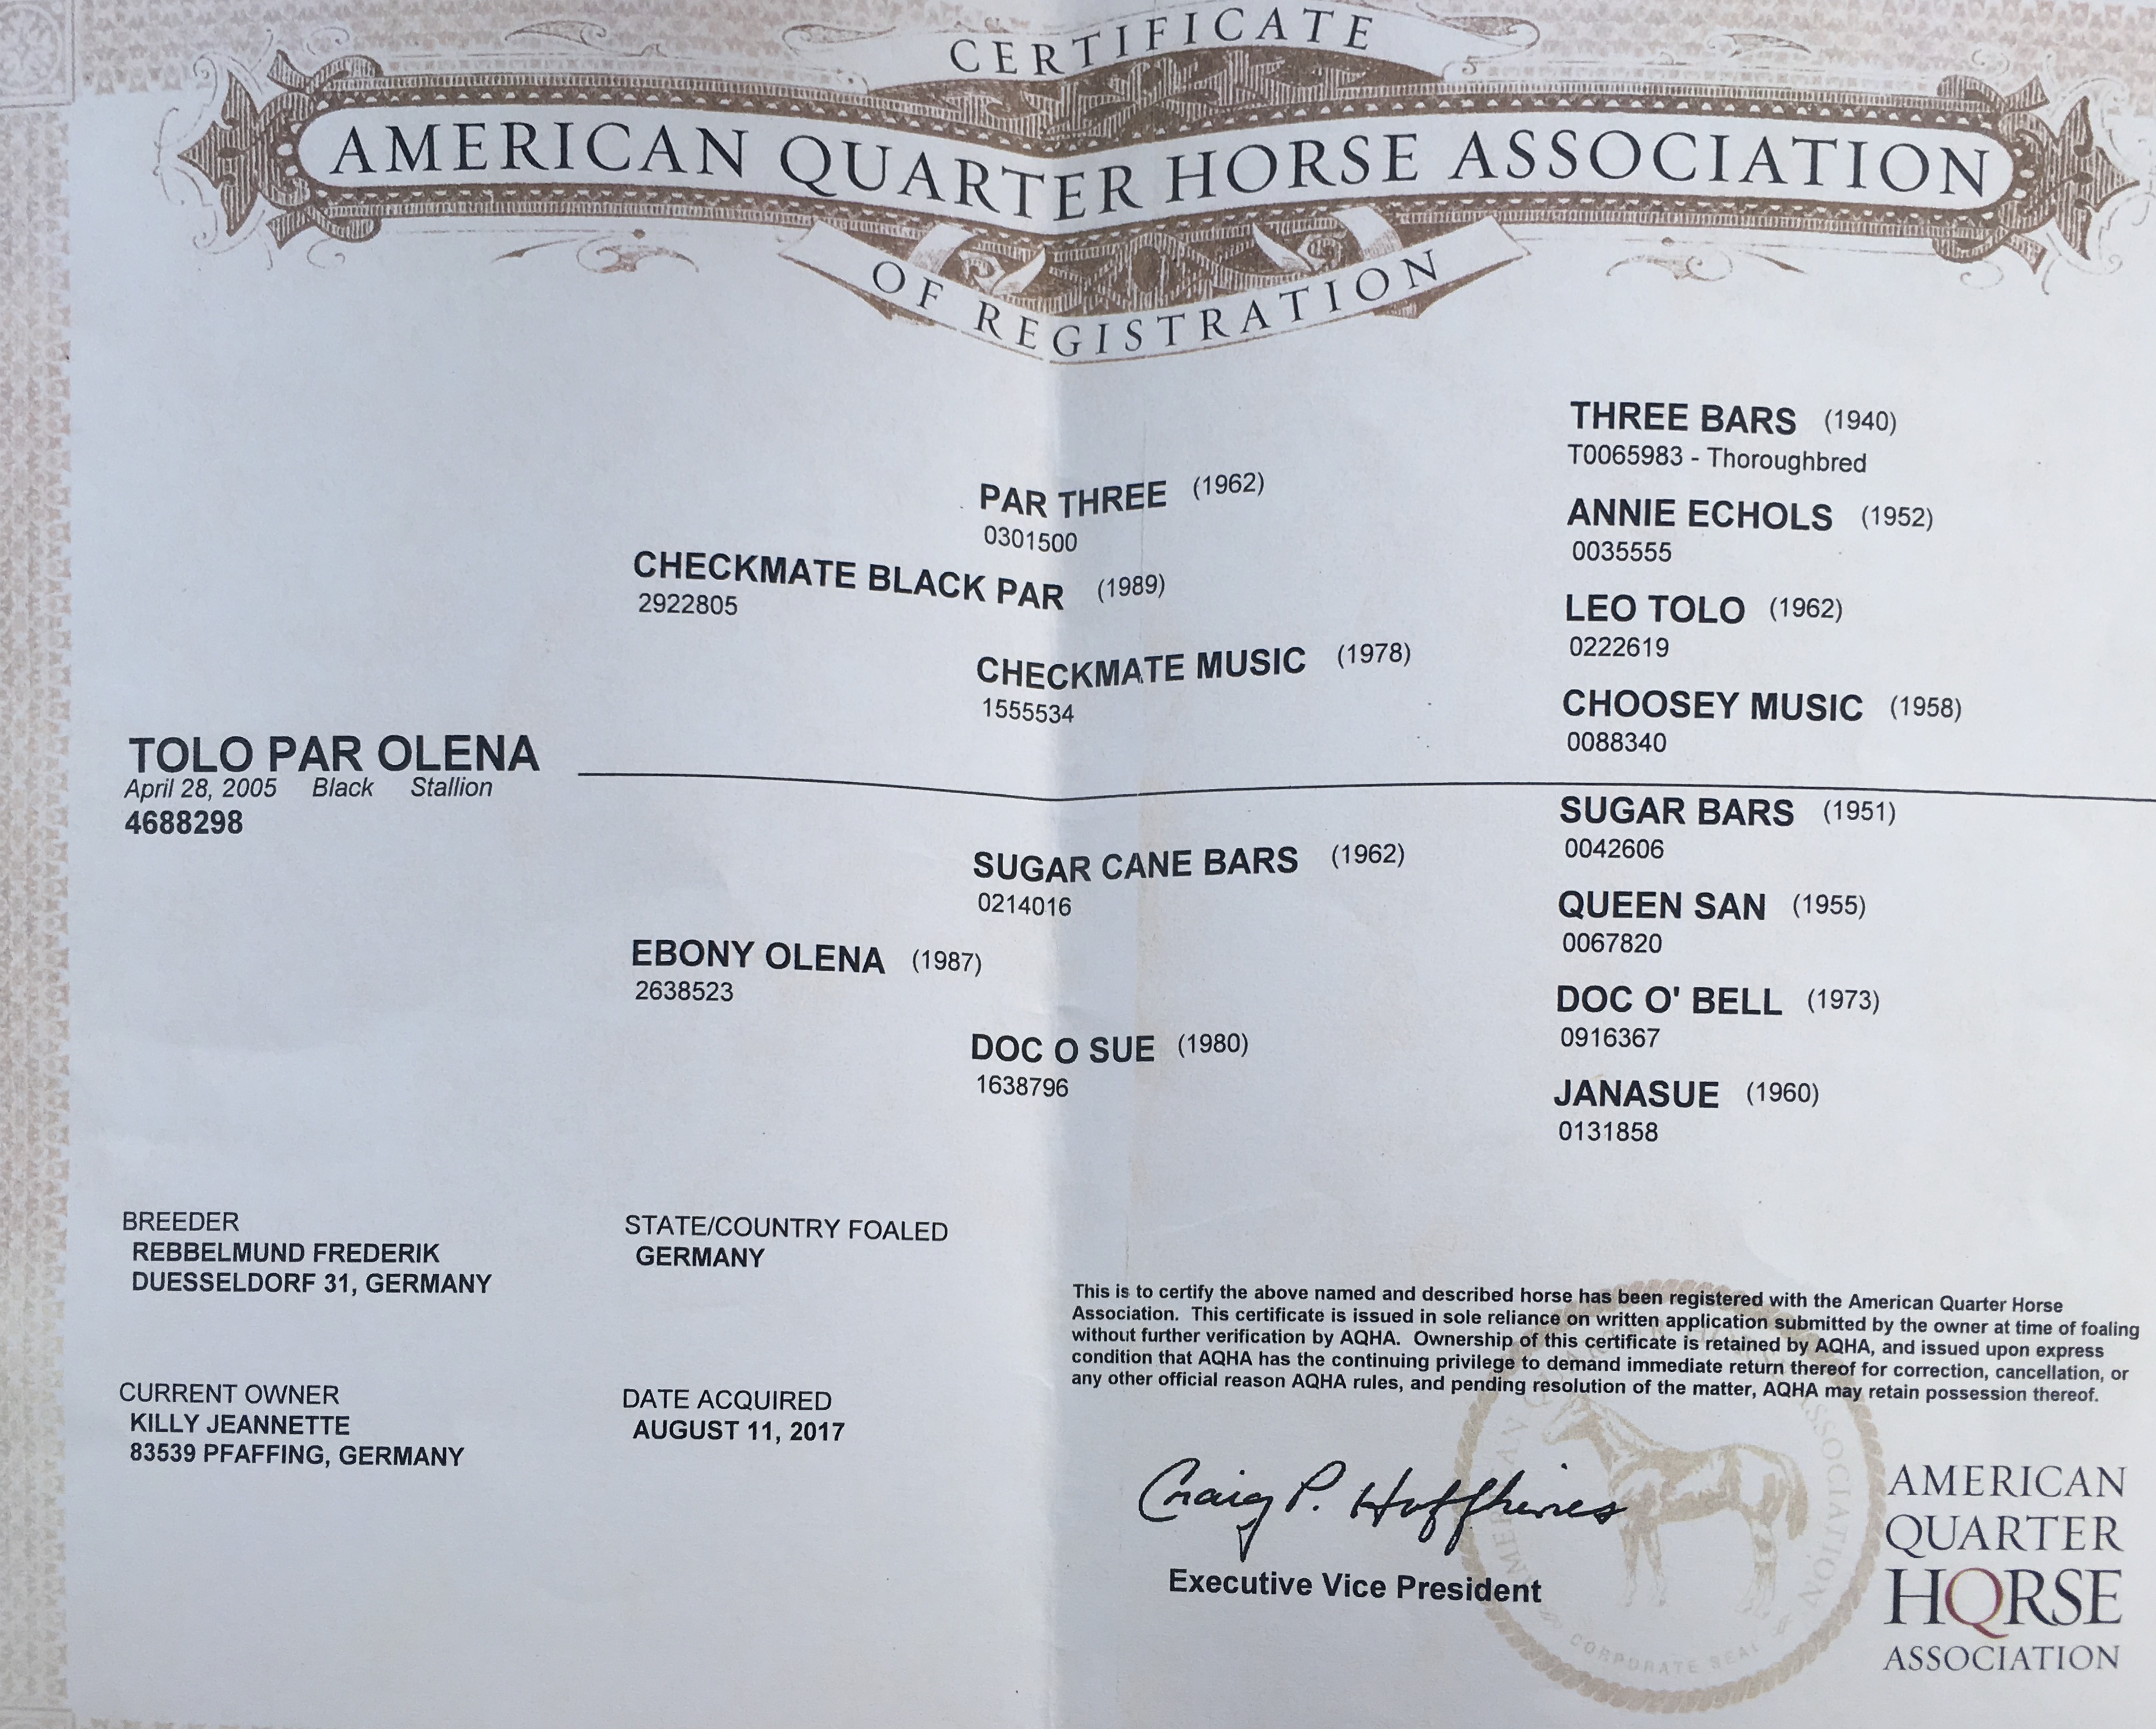 CERTIFICATE
AMERICAN QUARTER HORSE ASSOCIATION
OF REGISTRATION
THREE BARS (1940)
T0065983 - Thoroughbred
PAR THREE (1962)
0301500
ANNIE ECHOLS (1952)
0035555
CHECKMATE BLACK PAR (1989)
2922805
LEO TOLO (1962)
0222619
CHECKMATE MUSIC (1978)
1555534
CHOOSEY MUSIC (1958)
0088340
TOLO PAR OLENA
April 28, 2005 Black Stallion
4688298
SUGAR BARS (1951)
0042606
SUGAR CANE BARS (1962)
0214016
QUEEN SAN (1955)
0067820
EBONY OLENA (1987)
2638523
DOC O' BELL (1973)
0916367
DOC O SUE (1980)
1638796
JANASUE (1960)
0131858
BREEDER
REBBELMUND FREDERIK
DUESSELDORF 31, GERMANY
STATE/COUNTRY FOALED
GERMANY
CURRENT OWNER
KILLY JEANNETTE
83539 PFAFFING, GERMANY
DATE ACQUIRED
AUGUST 11, 2017
This is to certify the above named and described horse has been registered with the American Quarter Horse
Association. This certificate is issued in sole reliance on written application submitted by the owner at time of foaling
without further verification by AQHA. Ownership of this certificate is retained by AQHA, and issued upon express
condition that AQHA has the continuing privilege to demand immediate return thereof for correction, cancellation, or
any other official reason AQHA rules, and pending resolution of the matter, AQHA may retain possession thereof.
Craig P. Huffhines
Executive Vice President
AMERICAN QUARTER HORSE ASSOCIATION
CORPORATE SEAL
AMERICAN
QUARTER
HORSE
ASSOCIATION